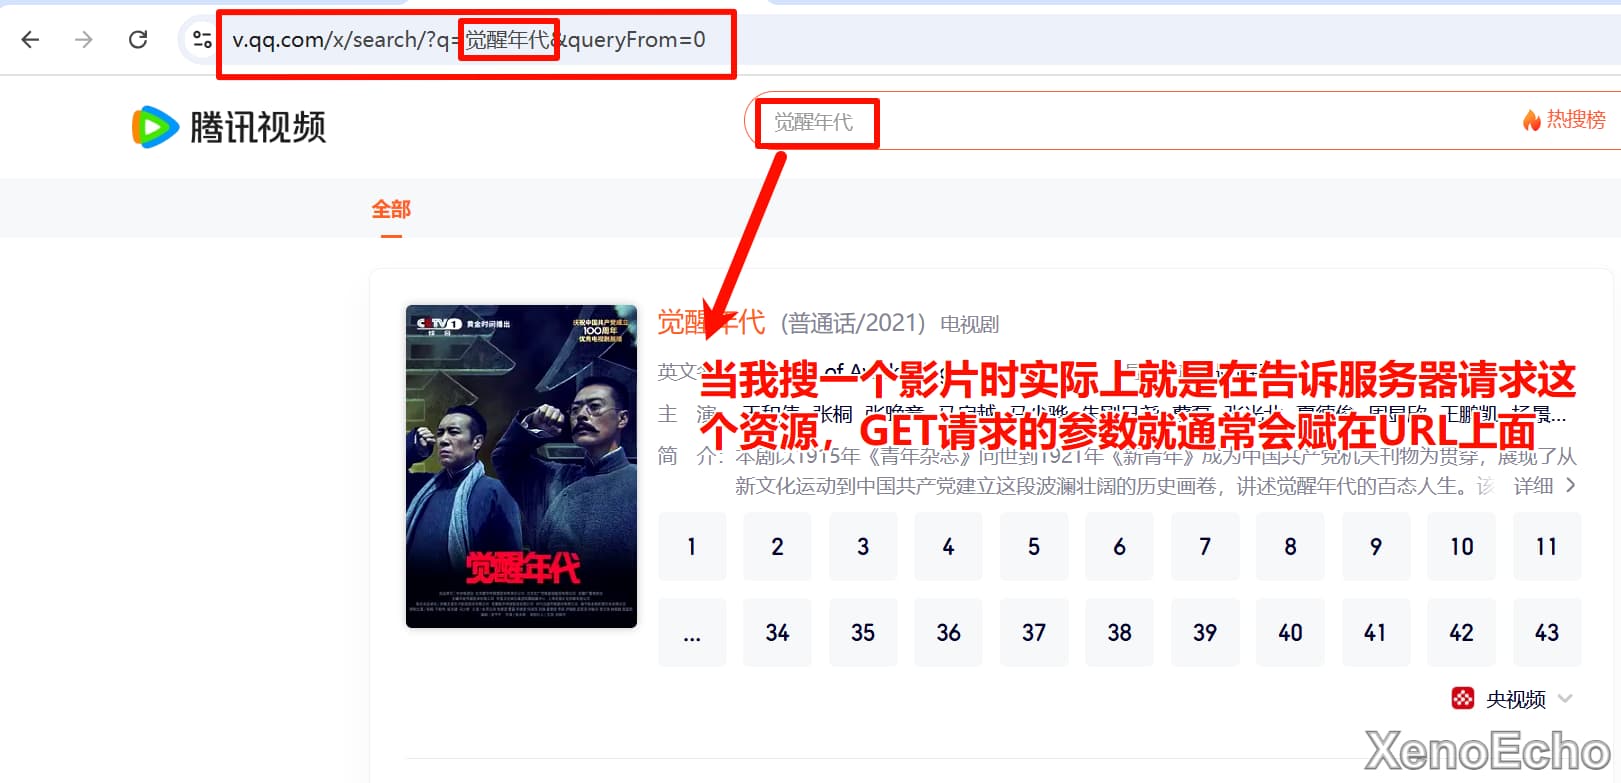 v.qq.com/x/search/?q=觉醒年代&queryFrom=0
腾讯视频
觉醒年代
热搜榜
全部
CCTV1 黄金时间播出
庆祝中国共产党成立
100周年
优秀电视剧展播
觉醒年代
觉醒年代 (普通话/2021) 电视剧
英文
当我搜一个影片时实际上就是在告诉服务器请求这
个资源，GET请求的参数就通常会赋在URL上面
主 演
张桐
简 介：本剧以1915年《青年杂志》问世到1921年《新青年》成为中国共产党机关刊物为贯穿，展现了从
新文化运动到中国共产党建立这段波澜壮阔的历史画卷，讲述觉醒年代的百态人生。该 详细
1 2 3 4 5 6 7 8 9 10 11
... 34 35 36 37 38 39 40 41 42 43
央视频
XenoEcho